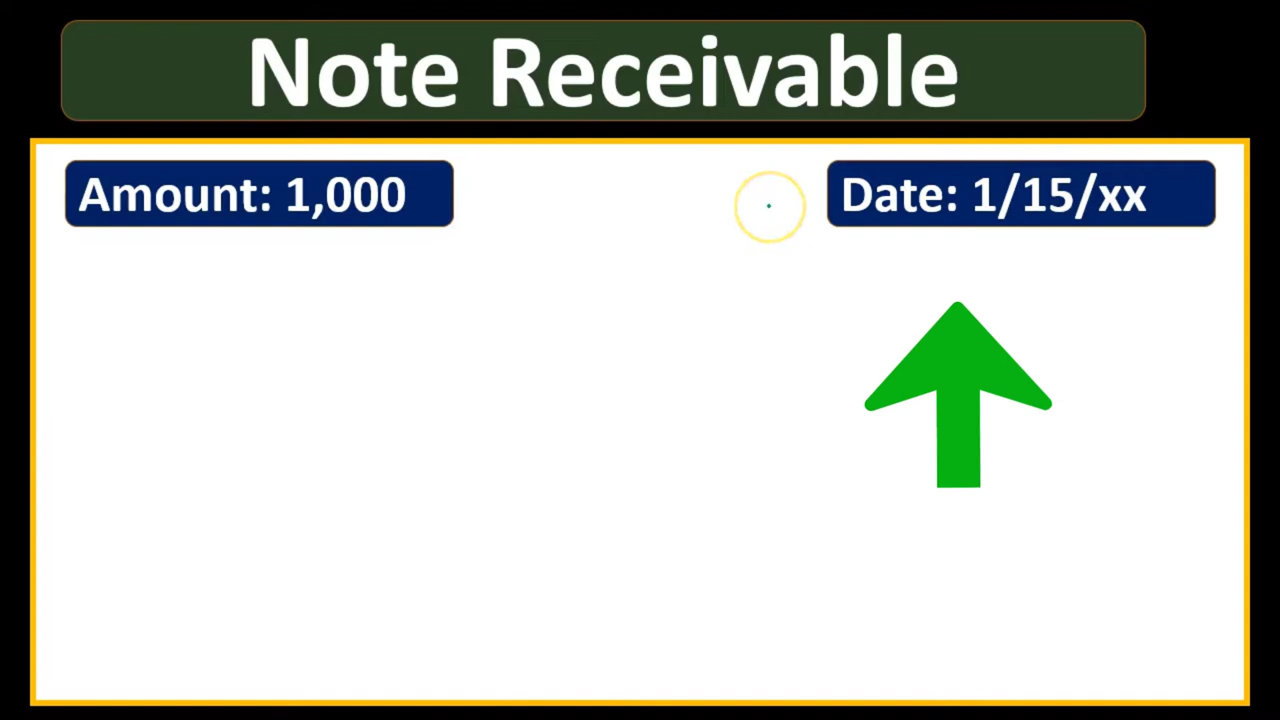 Note Receivable
Amount: 1,000
Date: 1/15/xx